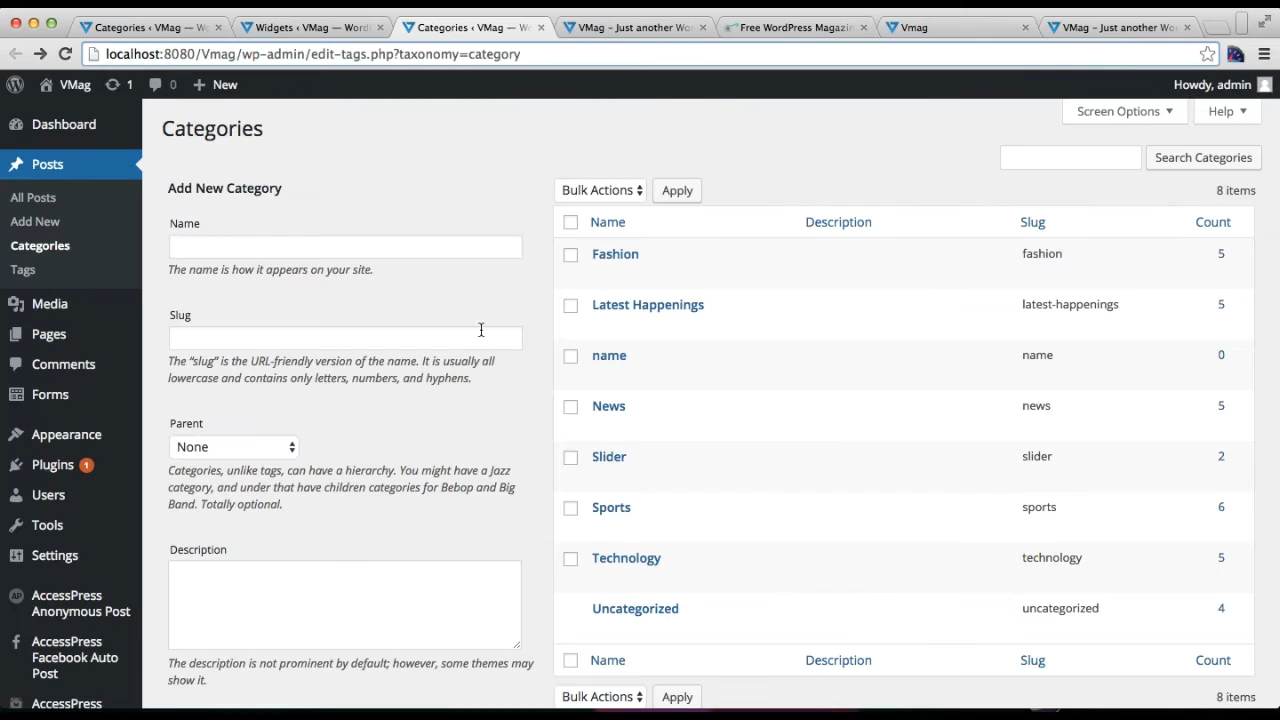 Categories ‹ VMag — Wo
Widgets ‹ VMag — Word
Categories ‹ VMag — Wo
VMag – Just another Wo
Free WordPress Magazin
Vmag
VMag – Just another Wo
localhost:8080/Vmag/wp-admin/edit-tags.php?taxonomy=category
VMag 1 0 New
Howdy, admin
Dashboard
Posts
All Posts
Add New
Categories
Tags
Media
Pages
Comments
Forms
Appearance
Plugins 1
Users
Tools
Settings
AccessPress
Anonymous Post
AccessPress
Facebook Auto
Post
AccessPress
Screen Options
Help
Categories
Search Categories
Add New Category
Name
The name is how it appears on your site.
Slug
The “slug” is the URL-friendly version of the name. It is usually all
lowercase and contains only letters, numbers, and hyphens.
Parent
None
Categories, unlike tags, can have a hierarchy. You might have a Jazz
category, and under that have children categories for Bebop and Big
Band. Totally optional.
Description
The description is not prominent by default; however, some themes may
show it.
Bulk Actions Apply 8 items
Name Description Slug Count
Fashion fashion 5
Latest Happenings latest-happenings 5
name name 0
News news 5
Slider slider 2
Sports sports 6
Technology technology 5
Uncategorized uncategorized 4
Name Description Slug Count
Bulk Actions Apply 8 items